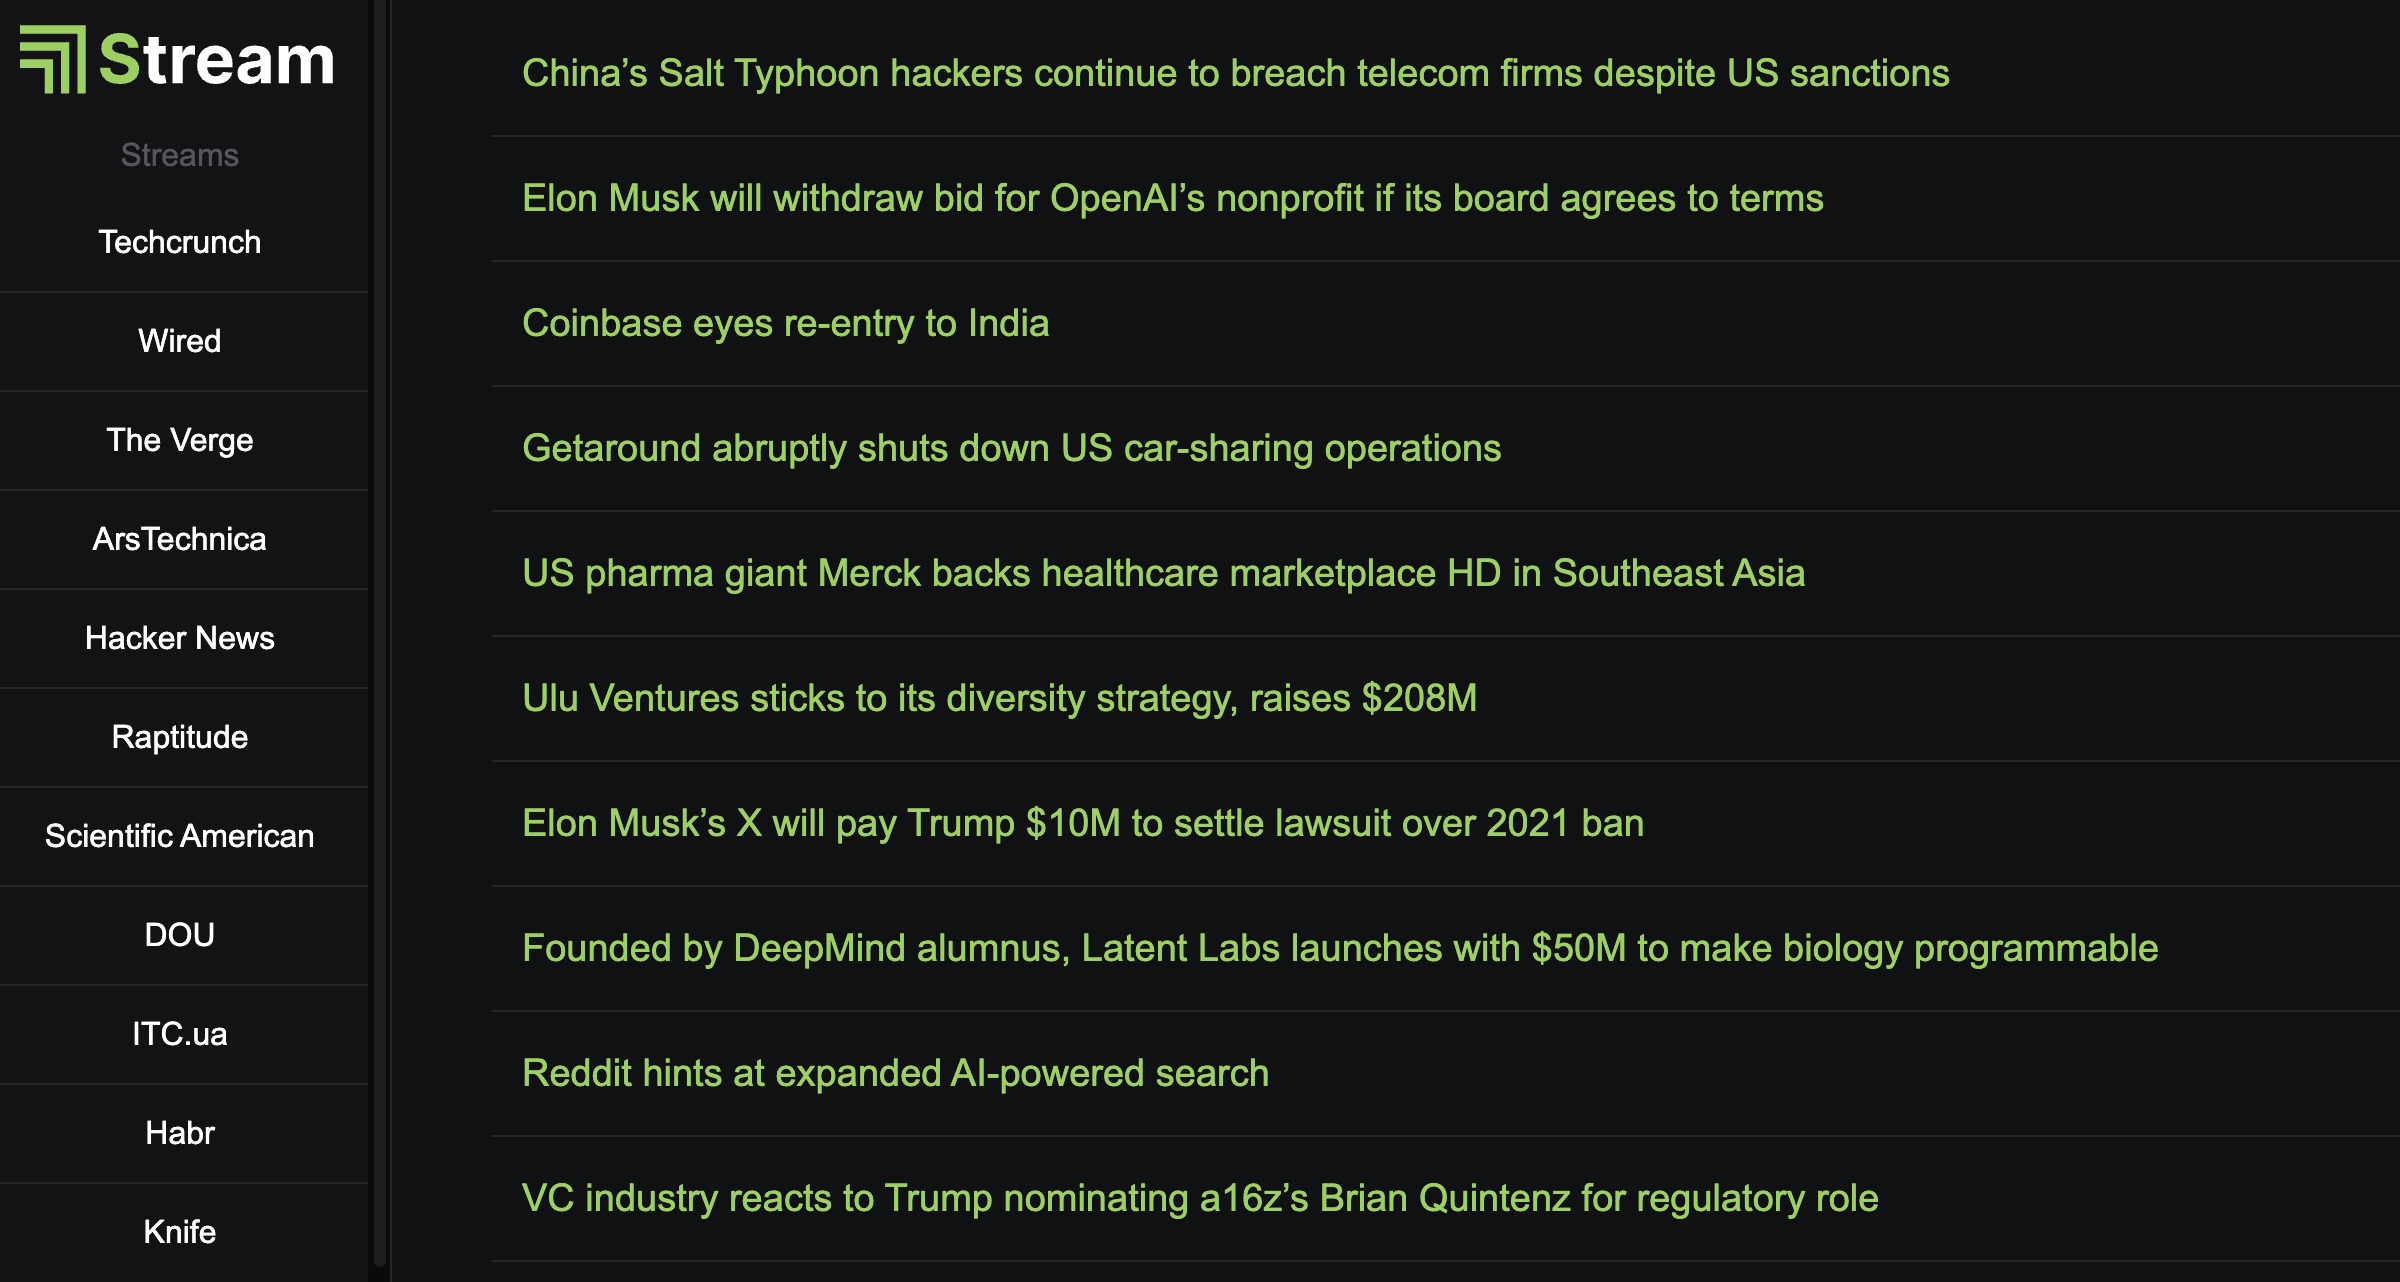 Stream
Streams
Techcrunch
Wired
The Verge
ArsTechnica
Hacker News
Raptitude
Scientific American
DOU
ITC.ua
Habr
Knife
China’s Salt Typhoon hackers continue to breach telecom firms despite US sanctions
Elon Musk will withdraw bid for OpenAI’s nonprofit if its board agrees to terms
Coinbase eyes re-entry to India
Getaround abruptly shuts down US car-sharing operations
US pharma giant Merck backs healthcare marketplace HD in Southeast Asia
Ulu Ventures sticks to its diversity strategy, raises $208M
Elon Musk’s X will pay Trump $10M to settle lawsuit over 2021 ban
Founded by DeepMind alumnus, Latent Labs launches with $50M to make biology programmable
Reddit hints at expanded AI-powered search
VC industry reacts to Trump nominating a16z’s Brian Quintenz for regulatory role